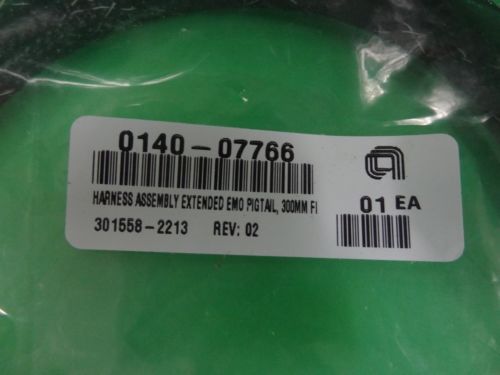 0140-07766
HARNESS ASSEMBLY EXTENDED EMO PIGTAIL, 300MM FI
301558-2213 REV: 02
01 EA